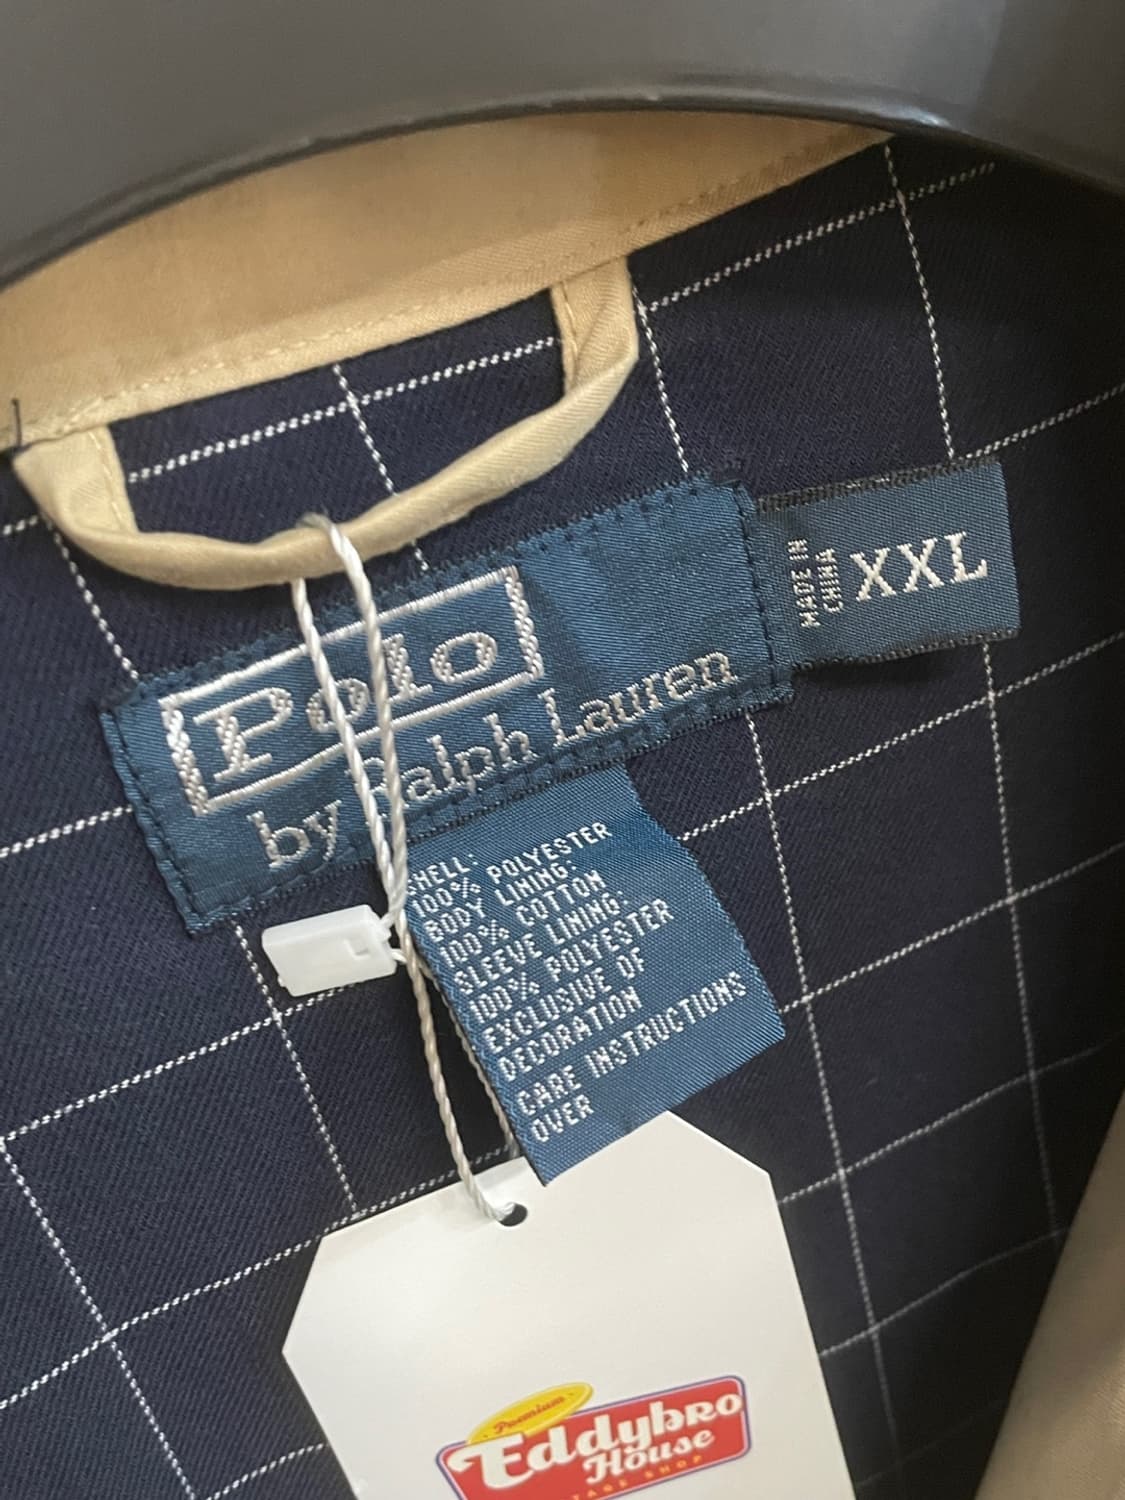 Polo
by Ralph Lauren
MADE IN
CHINA
XXL
SHELL:
100% POLYESTER
BODY LINING:
100% COTTON
SLEEVE LINING:
100% POLYESTER
EXCLUSIVE OF
DECORATION
CARE INSTRUCTIONS
OVER
Premium
Eddybro
House